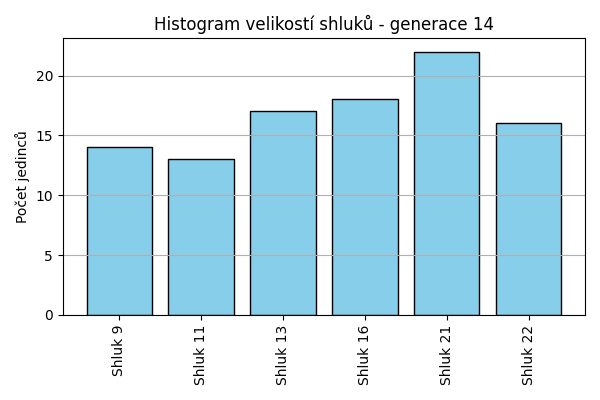 Histogram velikostí shluků - generace 14
Počet jedinců
20
15
10
5
0
Shluk 9
Shluk 11
Shluk 13
Shluk 16
Shluk 21
Shluk 22